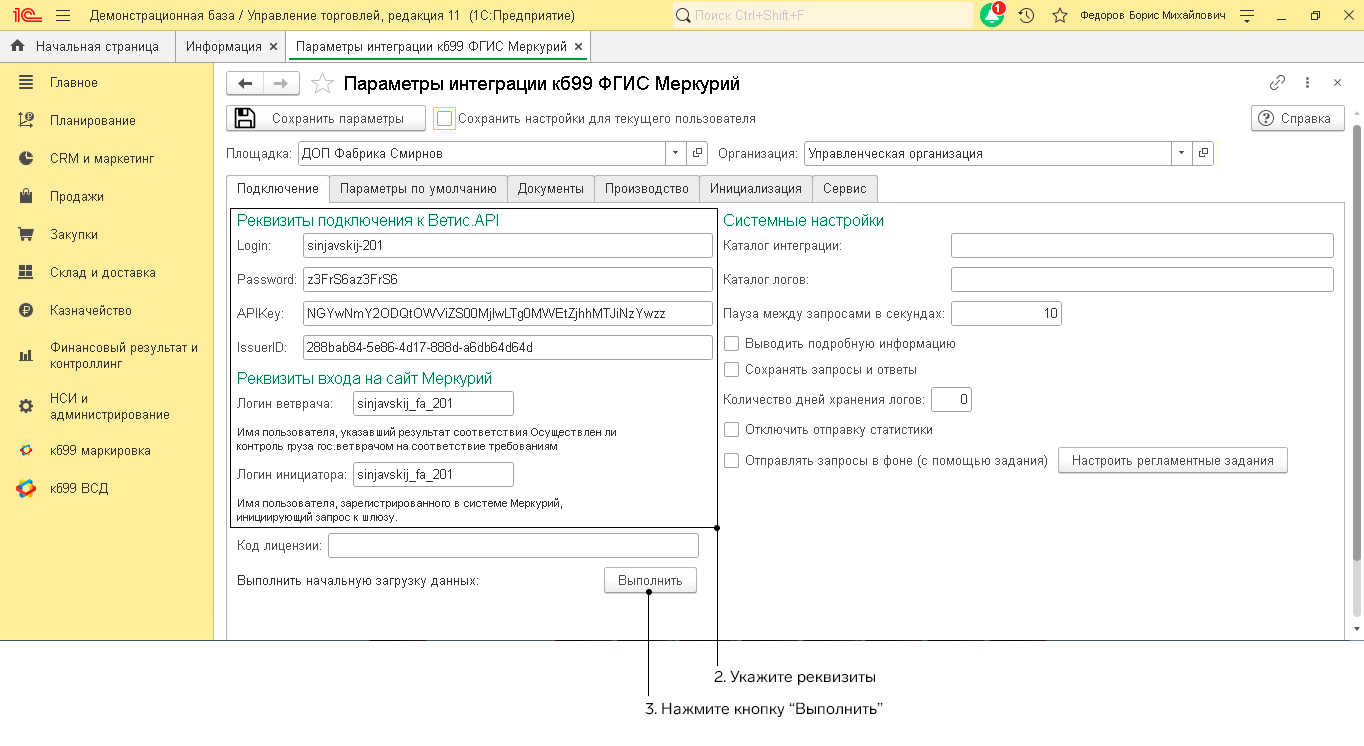 1С Демонстрационная база / Управление торговлей, редакция 11 (1С:Предприятие) Поиск Ctrl+Shift+F 1 Федоров Борис Михайлович
Начальная страница Информация × Параметры интеграции кб99 ФГИС Меркурий ×
Главное
Планирование
CRM и маркетинг
Продажи
Закупки
Склад и доставка
Казначейство
Финансовый результат и
контроллинг
НСИ и
администрирование
кб99 маркировка
кб99 ВСД
Параметры интеграции кб99 ФГИС Меркурий
Сохранить параметры Сохранить настройки для текущего пользователя ? Справка
Площадка: ДОП Фабрика Смирнов Организация: Управленческая организация
Подключение Параметры по умолчанию Документы Производство Инициализация Сервис
Реквизиты подключения к Ветис.API
Login: sinjavskij-201
Password: z3FrS6az3FrS6
APIKey: NGYwNmY2ODQtOWViZS00MjIwLTg0MWEtZjhhMTJiNzYwzz
IssuerID: 288bab84-5e86-4d17-888d-a6db64d64d
Реквизиты входа на сайт Меркурий
Логин ветврача: sinjavskij_fa_201
Имя пользователя, указавший результат соответствия Осуществлен ли
контроль груза гос.ветврачом на соответствие требованиям
Логин инициатора: sinjavskij_fa_201
Имя пользователя, зарегистрированного в системе Меркурий,
инициирующий запрос к шлюзу.
Код лицензии:
Выполнить начальную загрузку данных: Выполнить
Системные настройки
Каталог интеграции:
Каталог логов:
Пауза между запросами в секундах: 10
Выводить подробную информацию
Сохранять запросы и ответы
Количество дней хранения логов: 0
Отключить отправку статистики
Отправлять запросы в фоне (с помощью задания) Настроить регламентные задания
2. Укажите реквизиты
3. Нажмите кнопку “Выполнить”